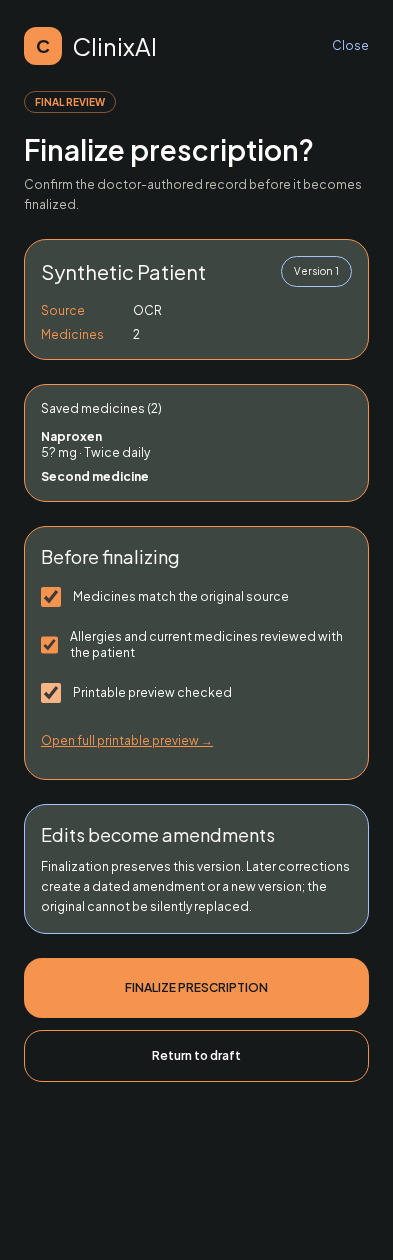 C ClinixAI Close
FINAL REVIEW
Finalize prescription?
Confirm the doctor-authored record before it becomes
finalized.
Synthetic Patient Version 1
Source OCR
Medicines 2
Saved medicines (2)
Naproxen
5? mg · Twice daily
Second medicine
Before finalizing
Medicines match the original source
Allergies and current medicines reviewed with
the patient
Printable preview checked
Open full printable preview →
Edits become amendments
Finalization preserves this version. Later corrections
create a dated amendment or a new version; the
original cannot be silently replaced.
FINALIZE PRESCRIPTION
Return to draft